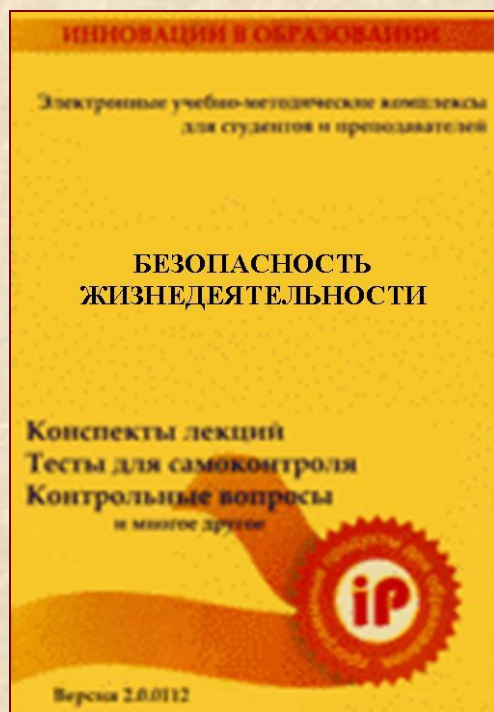 ИННОВАЦИИ В ОБРАЗОВАНИИ
Электронные учебно-методические комплексы
для студентов и преподавателей
БЕЗОПАСНОСТЬ
ЖИЗНЕДЕЯТЕЛЬНОСТИ
Конспекты лекций
Тесты для самоконтроля
Контрольные вопросы
и многое другое
iP
Версия 2.0.0112